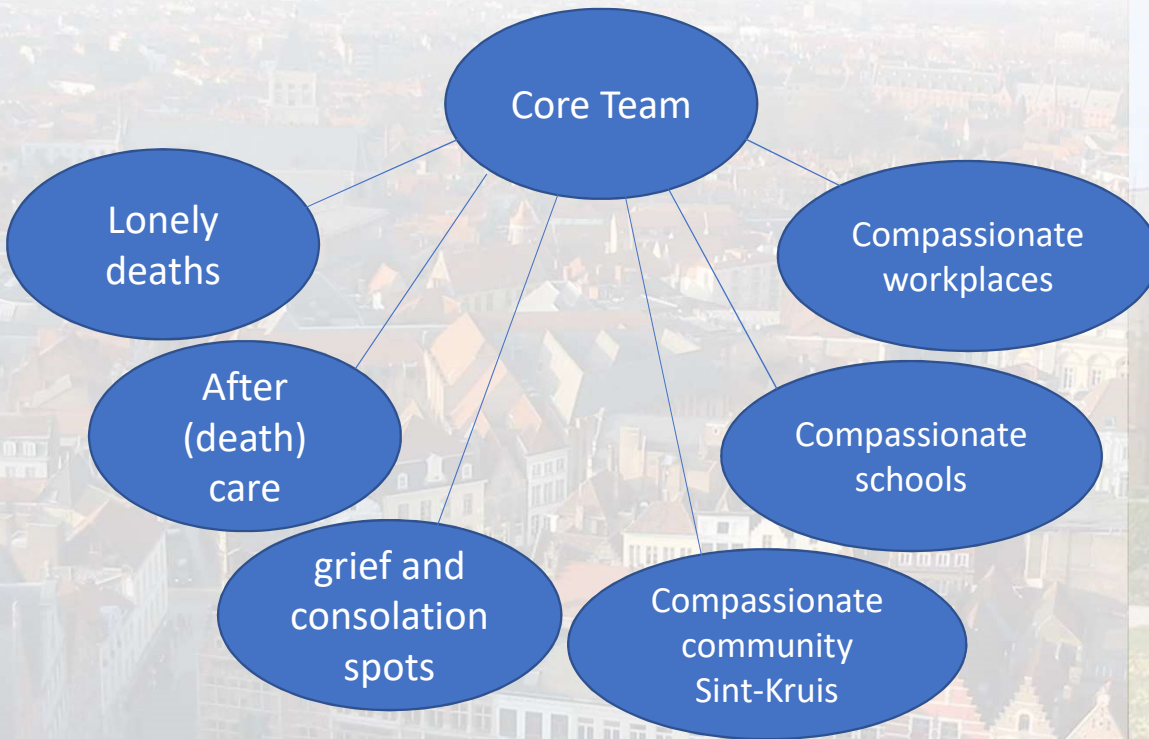 Core Team
Lonely
deaths
Compassionate
workplaces
After
(death)
care
Compassionate
schools
grief and
consolation
spots
Compassionate
community
Sint-Kruis